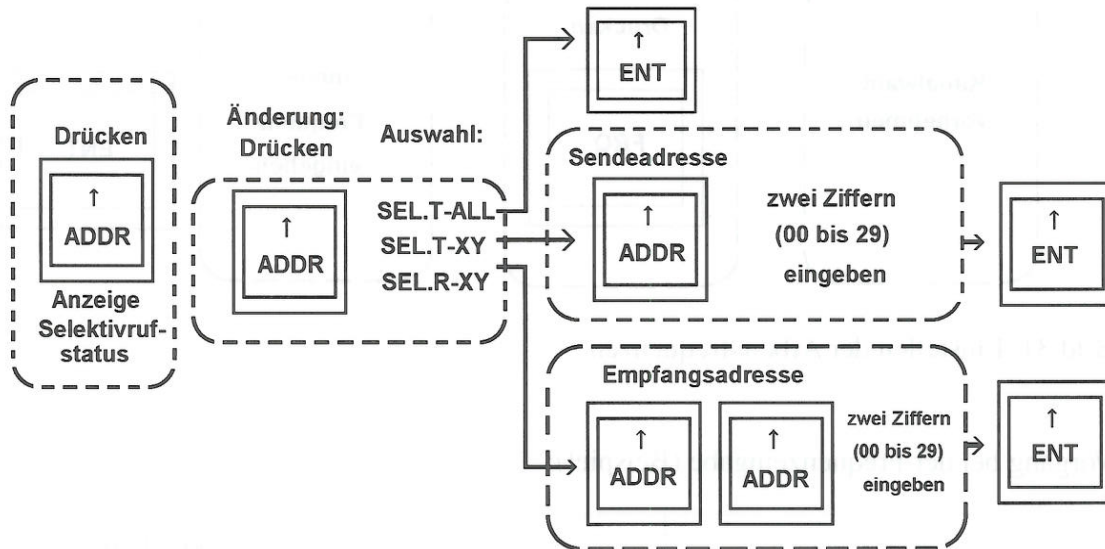 Drücken
↑
ADDR
Anzeige
Selektivruf-
status
Änderung:
Drücken
↑
ADDR
Auswahl:
SEL.T-ALL
SEL.T-XY
SEL.R-XY
↑
ENT
Sendeadresse
↑
ADDR
zwei Ziffern
(00 bis 29)
eingeben
↑
ENT
Empfangsadresse
↑
ADDR
↑
ADDR
zwei Ziffern
(00 bis 29)
eingeben
↑
ENT